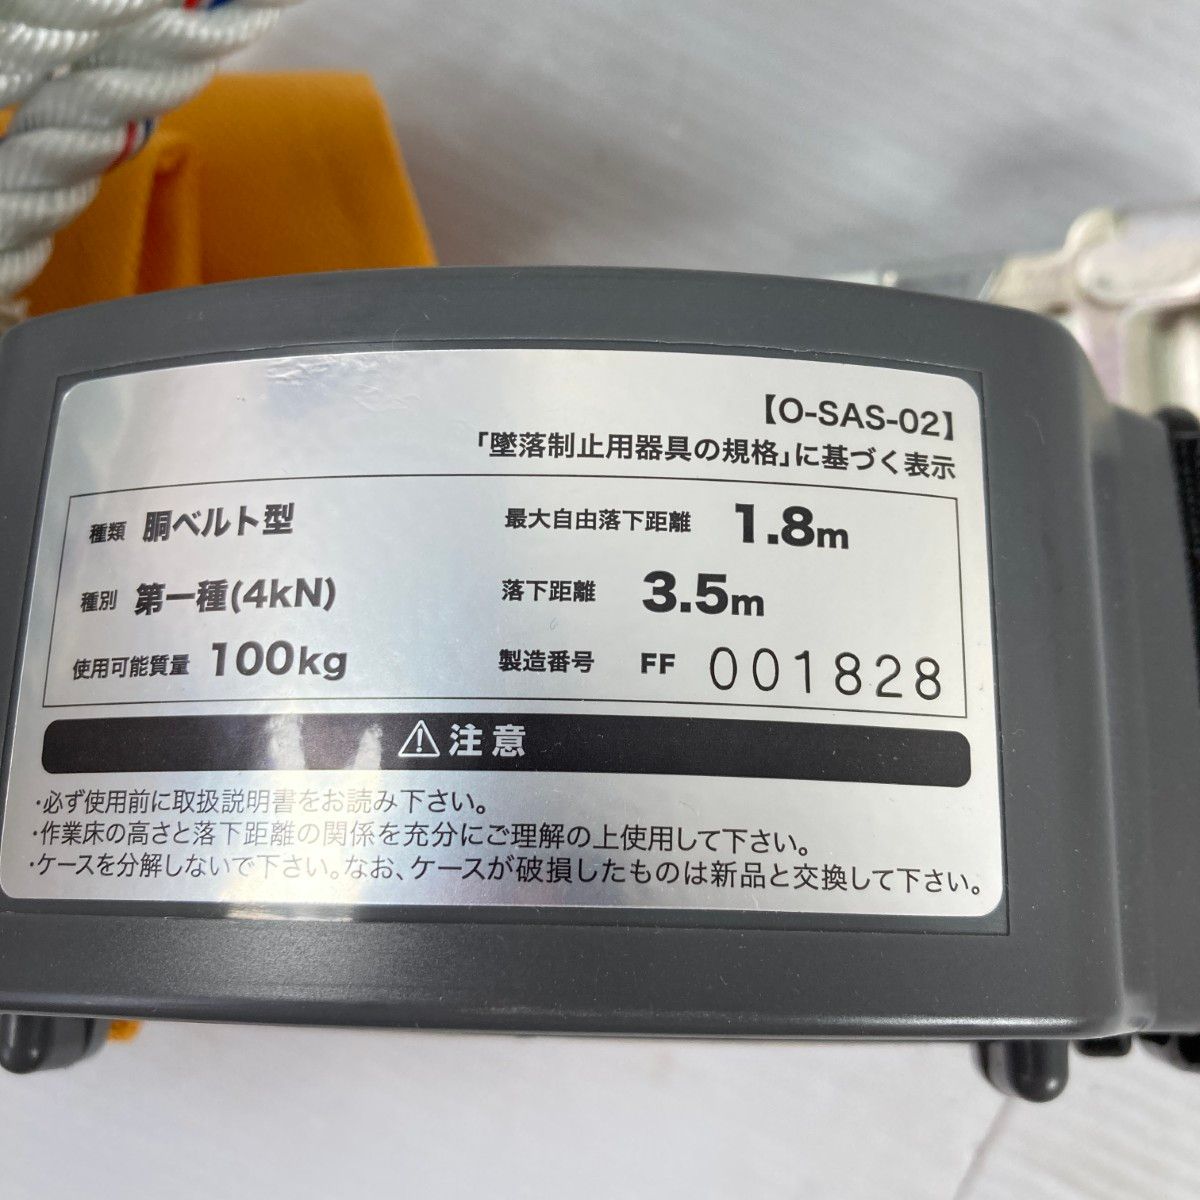 【O-SAS-02】
「墜落制止用器具の規格」に基づく表示
種類 胴ベルト型 最大自由落下距離 1.8m
種別 第一種(4kN) 落下距離 3.5m
使用可能質量 100kg 製造番号 FF 001828
⚠注意
・必ず使用前に取扱説明書をお読み下さい。
・作業床の高さと落下距離の関係を充分にご理解の上使用して下さい。
・ケースを分解しないで下さい。なお、ケースが破損したものは新品と交換して下さい。